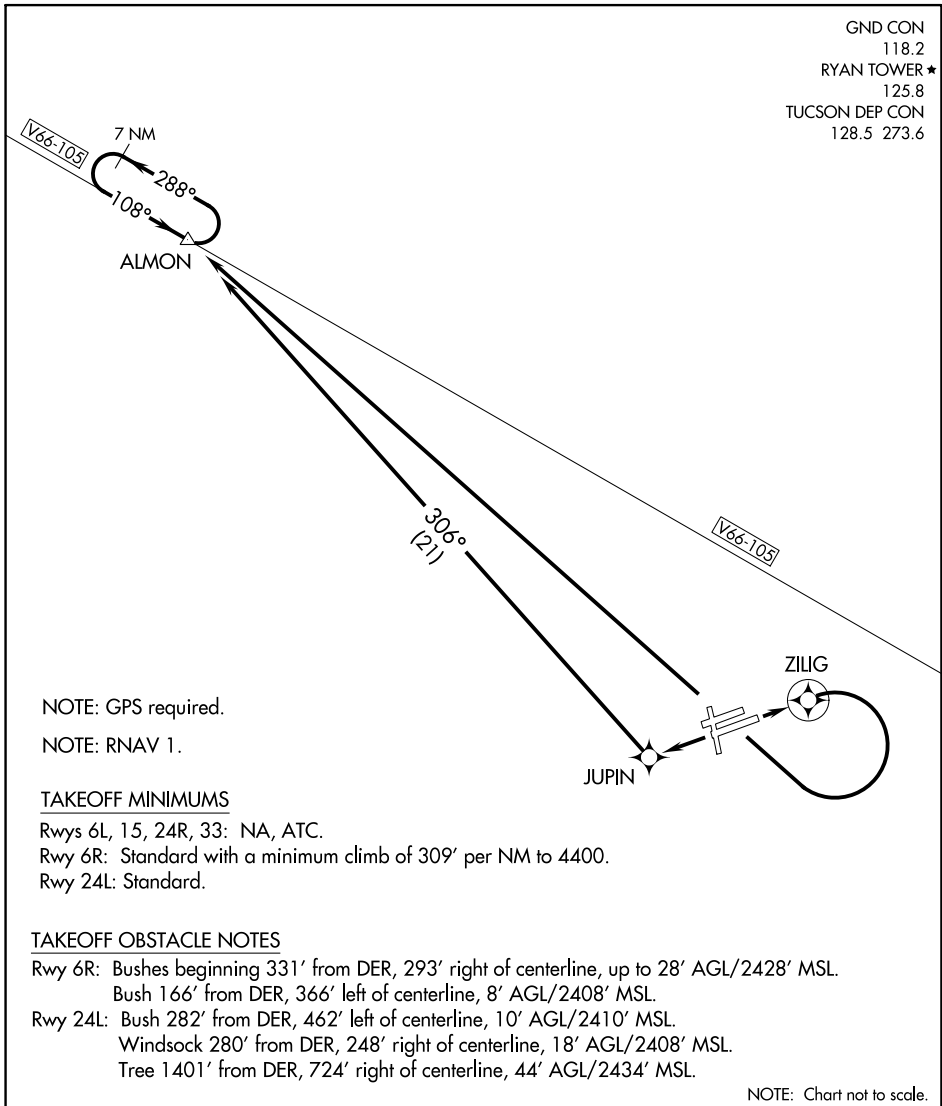 GND CON
118.2
RYAN TOWER ★
125.8
TUCSON DEP CON
128.5 273.6
V66-105
7 NM
288°
108°
ALMON
306°
(21)
V66-105
ZILIG
JUPIN
NOTE: GPS required.
NOTE: RNAV 1.
TAKEOFF MINIMUMS
Rwys 6L, 15, 24R, 33: NA, ATC.
Rwy 6R: Standard with a minimum climb of 309' per NM to 4400.
Rwy 24L: Standard.
TAKEOFF OBSTACLE NOTES
Rwy 6R: Bushes beginning 331' from DER, 293' right of centerline, up to 28' AGL/2428' MSL.
Bush 166' from DER, 366' left of centerline, 8' AGL/2408' MSL.
Rwy 24L: Bush 282' from DER, 462' left of centerline, 10' AGL/2410' MSL.
Windsock 280' from DER, 248' right of centerline, 18' AGL/2408' MSL.
Tree 1401' from DER, 724' right of centerline, 44' AGL/2434' MSL.
NOTE: Chart not to scale.